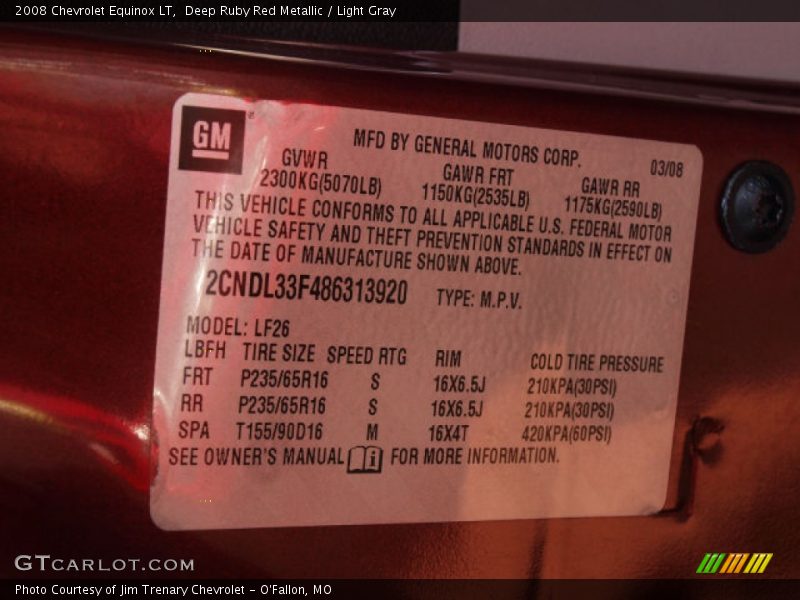 2008 Chevrolet Equinox LT, Deep Ruby Red Metallic / Light Gray
GM
MFD BY GENERAL MOTORS CORP.
03/08
GVWR GAWR FRT GAWR RR
2300KG(5070LB) 1150KG(2535LB) 1175KG(2590LB)
THIS VEHICLE CONFORMS TO ALL APPLICABLE U.S. FEDERAL MOTOR
VEHICLE SAFETY AND THEFT PREVENTION STANDARDS IN EFFECT ON
THE DATE OF MANUFACTURE SHOWN ABOVE.
2CNDL33F486313920 TYPE: M.P.V.
MODEL: LF26
LBFH TIRE SIZE SPEED RTG RIM COLD TIRE PRESSURE
FRT P235/65R16 S 16X6.5J 210KPA(30PSI)
RR P235/65R16 S 16X6.5J 210KPA(30PSI)
SPA T155/90D16 M 16X4T 420KPA(60PSI)
SEE OWNER'S MANUAL i FOR MORE INFORMATION.
GTCARLOT.COM
Photo Courtesy of Jim Trenary Chevrolet - O'Fallon, MO